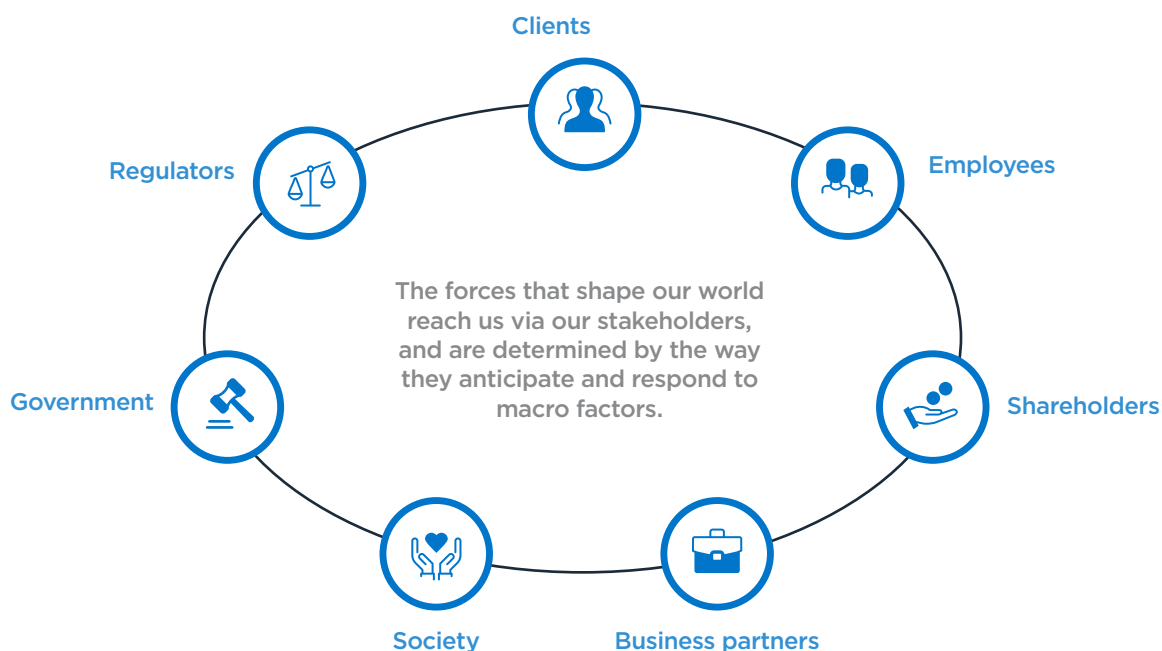 Clients
Regulators
Employees
The forces that shape our world
reach us via our stakeholders,
and are determined by the way
they anticipate and respond to
macro factors.
Government
Shareholders
Society
Business partners